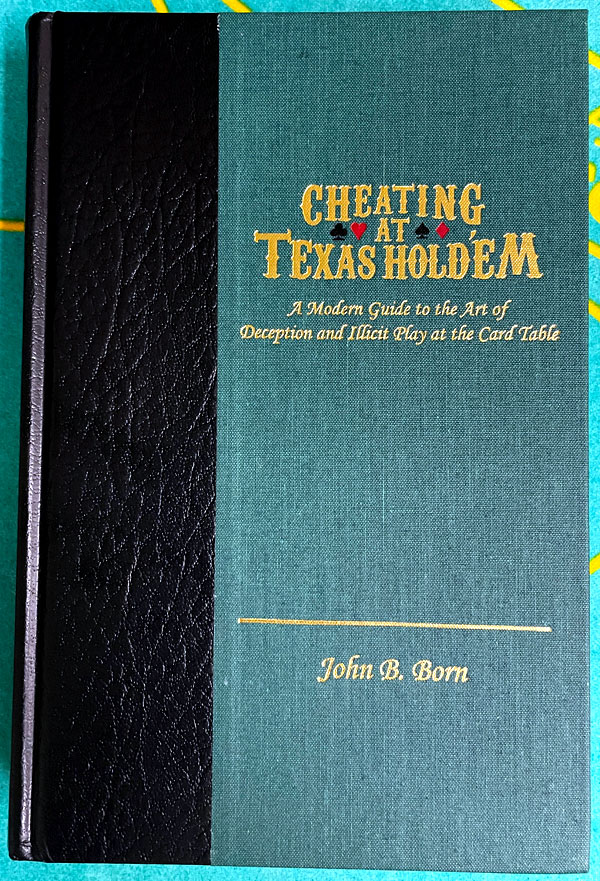 CHEATING
AT
TEXAS HOLD'EM
A Modern Guide to the Art of
Deception and Illicit Play at the Card Table
John B. Born